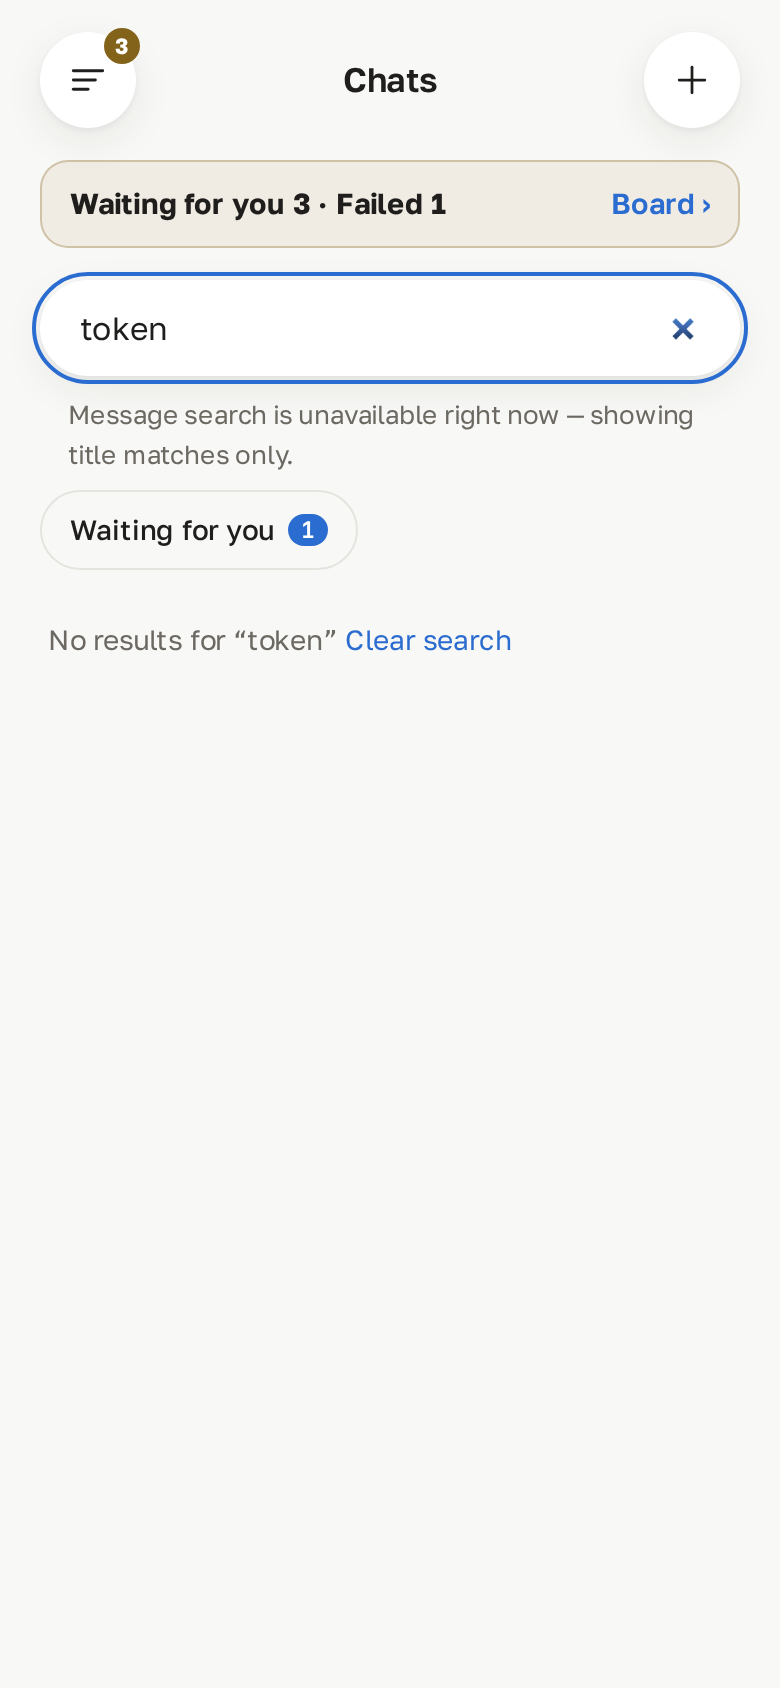 3
Chats
Waiting for you 3 · Failed 1
Board ›
token
Message search is unavailable right now — showing
title matches only.
Waiting for you 1
No results for “token” Clear search